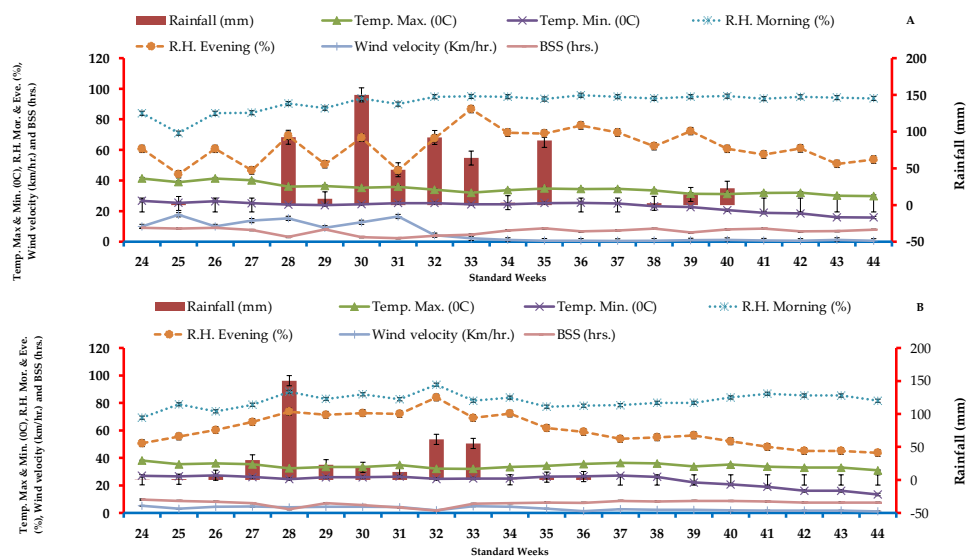 Rainfall (mm) Temp. Max. (0C) Temp. Min. (0C) R.H. Morning (%) A
R.H. Evening (%) Wind velocity (Km/hr.) BSS (hrs.)
Temp. Max & Min. (0C), R.H. Mor. & Eve. (%),
Wind velocity (km/hr.) and BSS (hrs.)
120
100
80
60
40
20
0
200
150
100
50
0
-50
Rainfall (mm)
24 25 26 27 28 29 30 31 32 33 34 35 36 37 38 39 40 41 42 43 44
Standard Weeks
Rainfall (mm) Temp. Max. (0C) Temp. Min. (0C) R.H. Morning (%) B
R.H. Evening (%) Wind velocity (Km/hr.) BSS (hrs.)
Temp. Max & Min. (0C), R.H. Mor. & Eve.
(%), Wind velocity (km/hr.) and BSS (hrs.)
120
100
80
60
40
20
0
200
150
100
50
0
-50
Rainfall (mm)
24 25 26 27 28 29 30 31 32 33 34 35 36 37 38 39 40 41 42 43 44
Standard Weeks